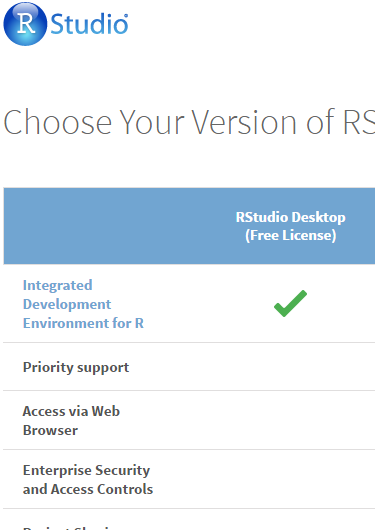 RStudio
Choose Your Version of RS
RStudio Desktop
(Free License)
Integrated
Development
Environment for R
Priority support
Access via Web
Browser
Enterprise Security
and Access Controls